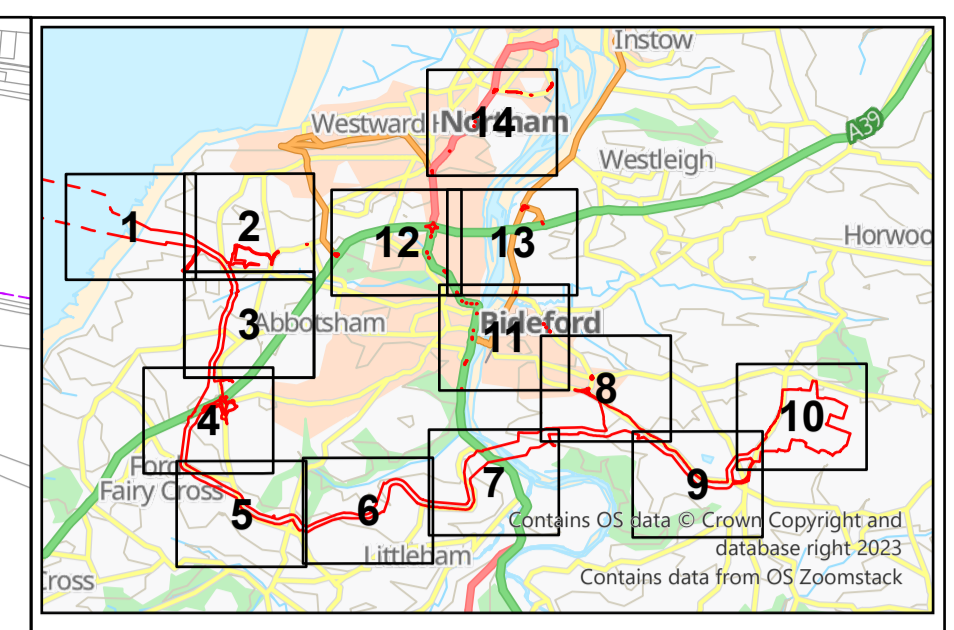 Instow
Westward H
Northam
14
A39
Westleigh
1
2
12
13
Horwoo
3
Abbotsham
Bideford
11
8
4
10
Ford
Fairy Cross
5
6
7
9
Littleham
Cross
Contains OS data © Crown Copyright and
database right 2023
Contains data from OS Zoomstack